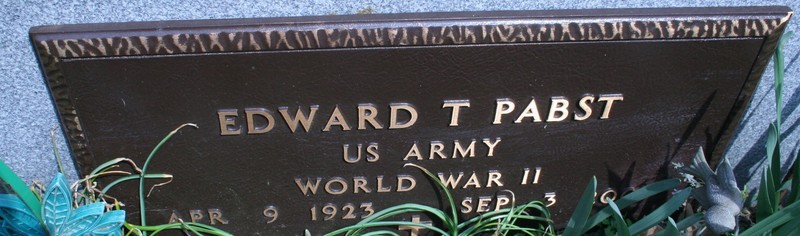 EDWARD T PABST
US ARMY
WORLD WAR II
APR 9 1923 SEP 3